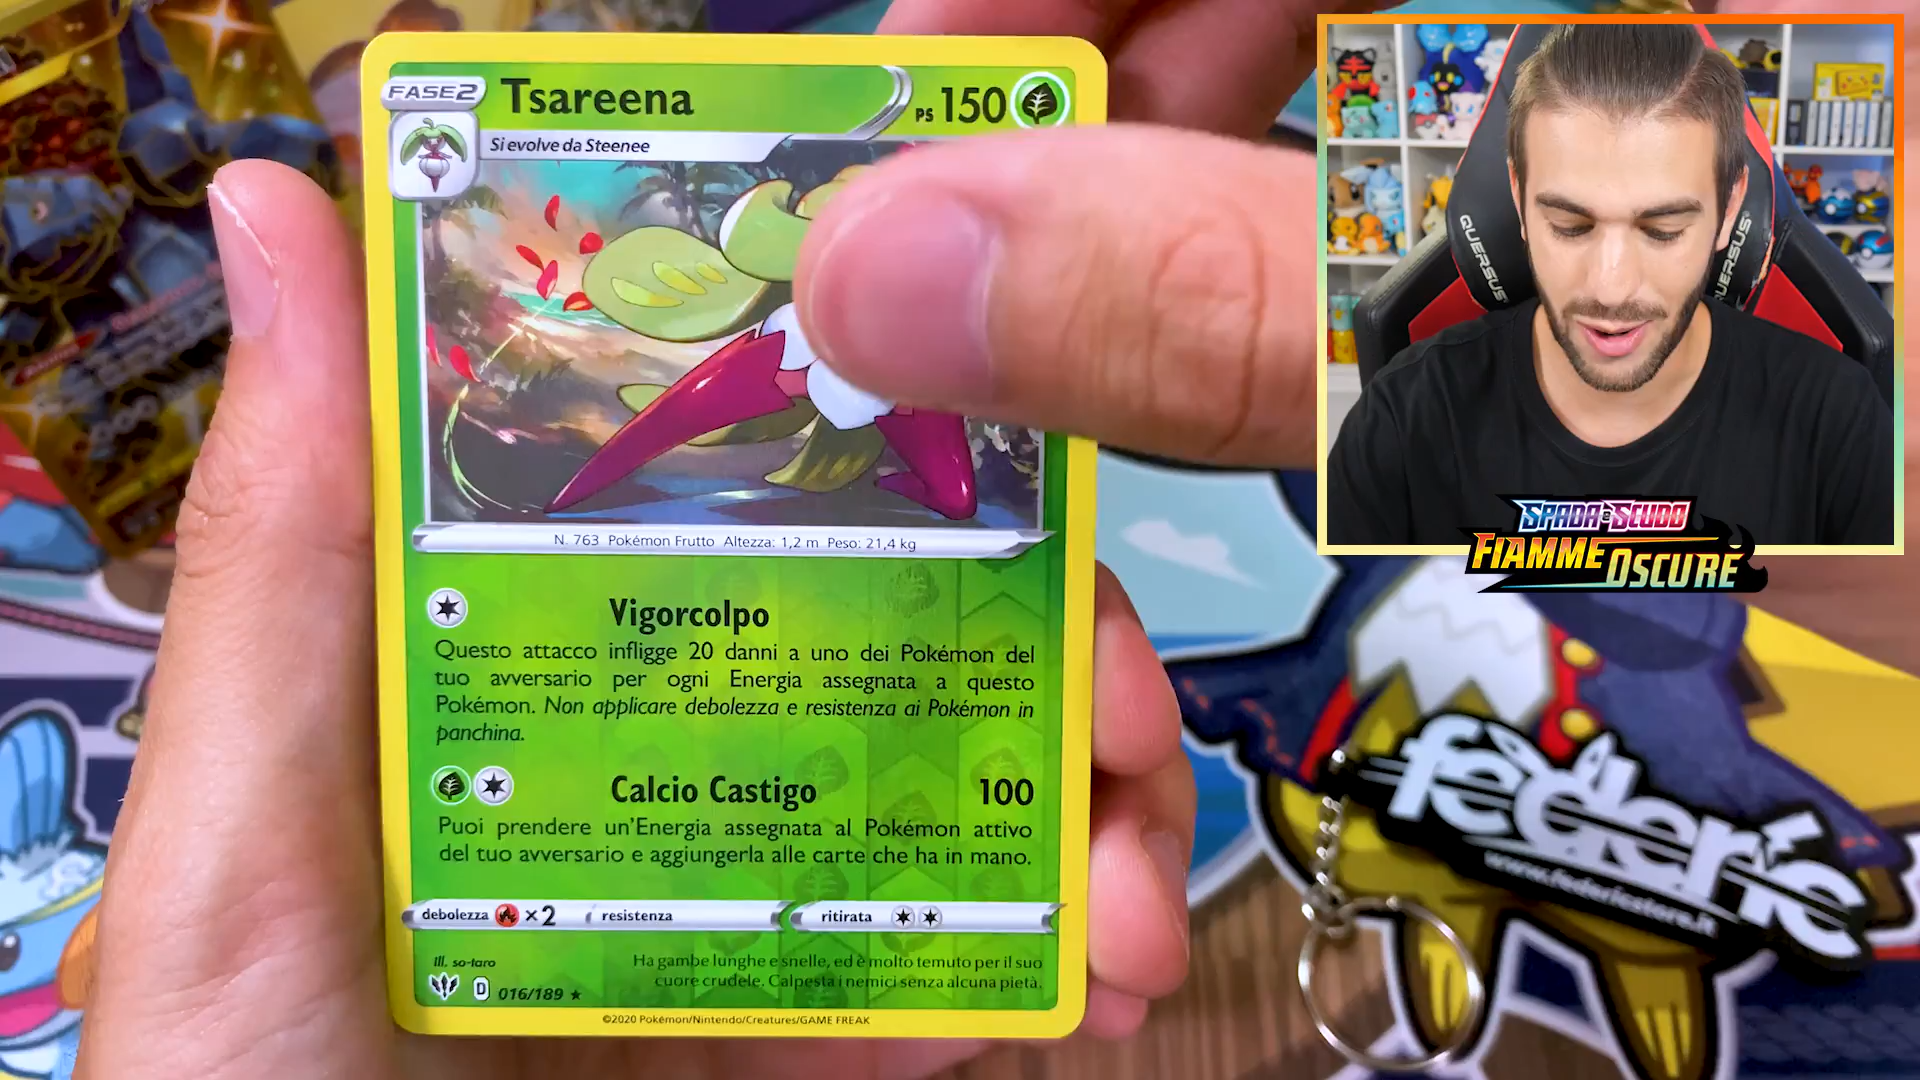 FASE2
Tsareena
PS 150
Si evolve da Steenee
N. 763 Pokémon Frutto Altezza: 1,2 m Peso: 21,4 kg
Vigorcolpo
Questo attacco infligge 20 danni a uno dei Pokémon del
tuo avversario per ogni Energia assegnata a questo
Pokémon. Non applicare debolezza e resistenza ai Pokémon in
panchina.
Calcio Castigo 100
Puoi prendere un'Energia assegnata al Pokémon attivo
del tuo avversario e aggiungerla alle carte che ha in mano.
debolezza ×2 resistenza ritirata
Ill. so-taro
Ha gambe lunghe e snelle, ed è molto temuto per il suo
cuore crudele. Calpesta i nemici senza alcuna pietà.
D 016/189 ★
©2020 Pokémon/Nintendo/Creatures/GAME FREAK
QUERSUS
QUERSUS
SPADA e SCUDO
FIAMME OSCURE
federic
www.federicstore.it